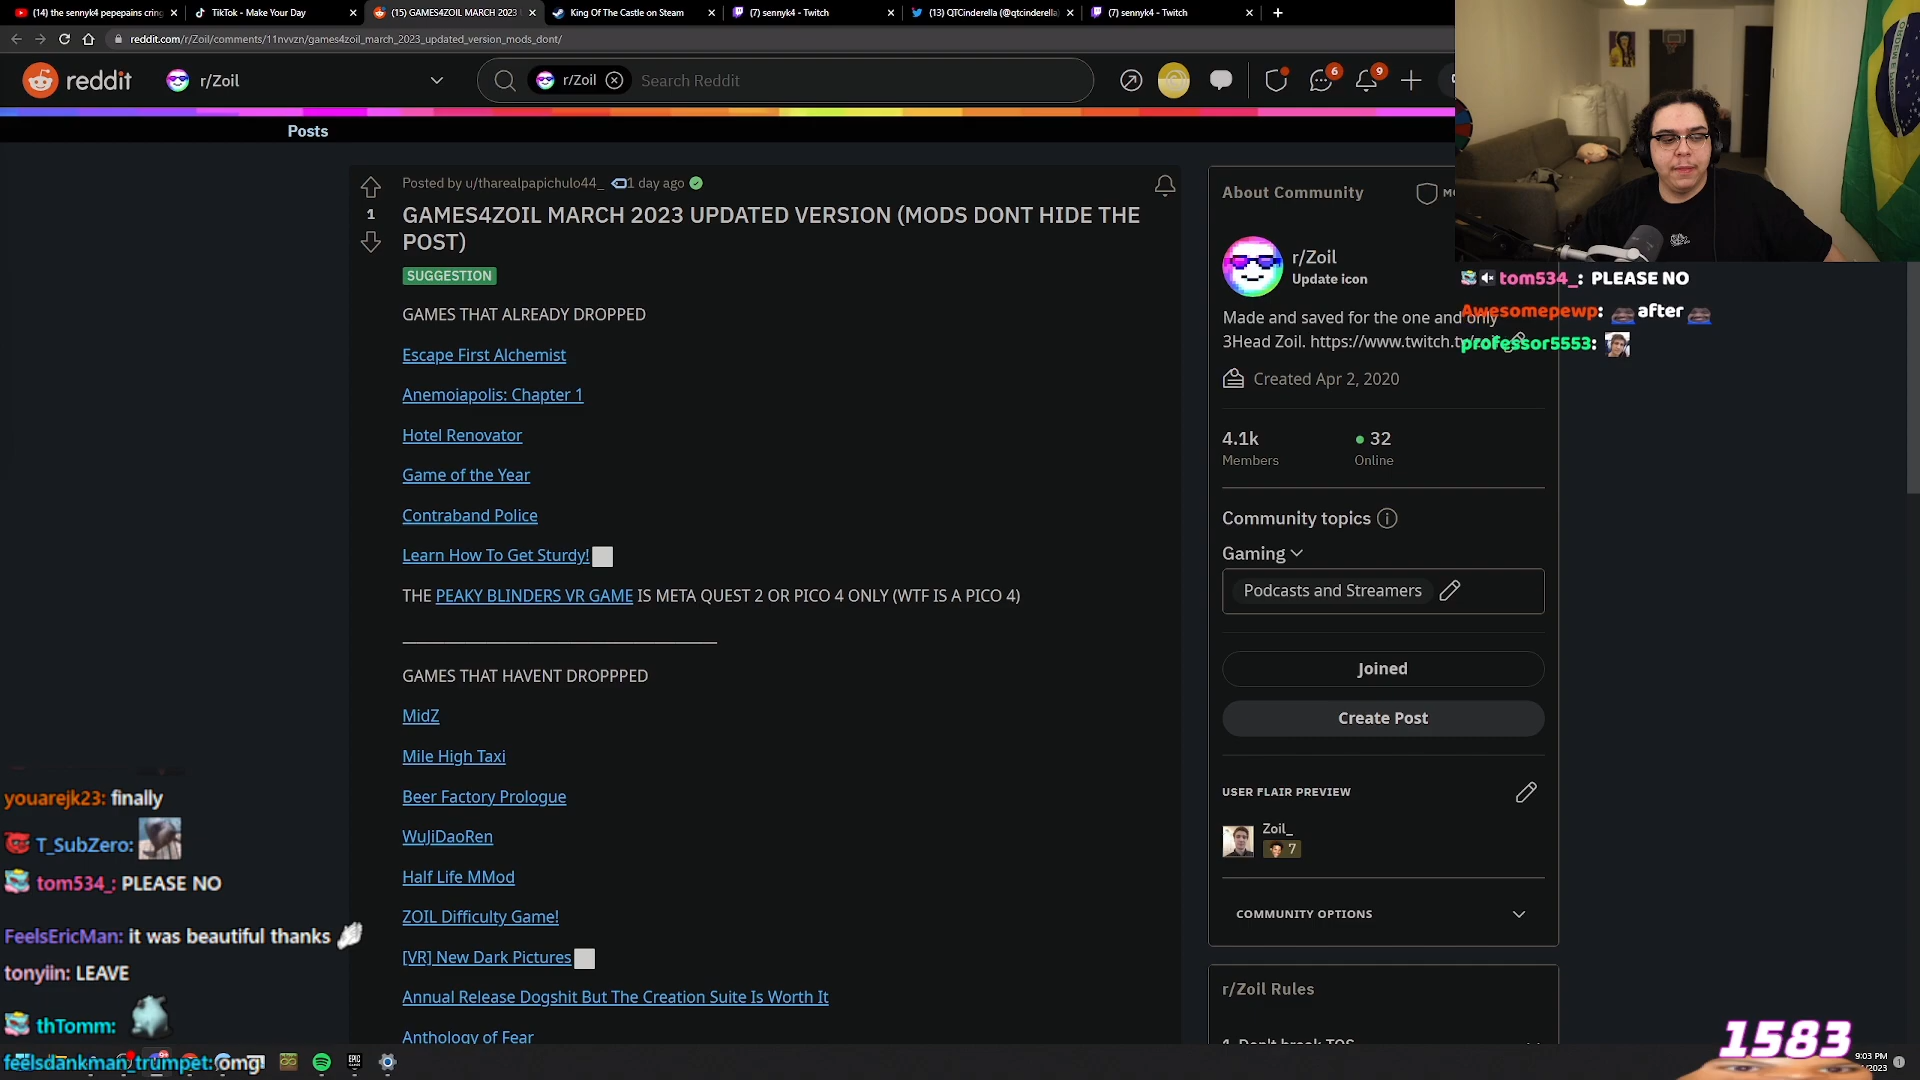 (14) the sennyk4 pepepains cring
TikTok - Make Your Day
(15) GAMES4ZOIL MARCH 2023
King Of The Castle on Steam
(7) sennyk4 - Twitch
(13) QTCinderella (@qtcinderella
(7) sennyk4 - Twitch
reddit.com/r/Zoil/comments/11nvvzn/games4zoil_march_2023_updated_version_mods_dont/
reddit
r/Zoil
r/Zoil
Search Reddit
6
9
Posts
Posted by u/tharealpapichulo44_ 1 day ago
1
GAMES4ZOIL MARCH 2023 UPDATED VERSION (MODS DONT HIDE THE
POST)
SUGGESTION
GAMES THAT ALREADY DROPPED
Escape First Alchemist
Anemoiapolis: Chapter 1
Hotel Renovator
Game of the Year
Contraband Police
Learn How To Get Sturdy!
THE PEAKY BLINDERS VR GAME IS META QUEST 2 OR PICO 4 ONLY (WTF IS A PICO 4)
GAMES THAT HAVENT DROPPPED
MidZ
Mile High Taxi
Beer Factory Prologue
WuJiDaoRen
Half Life MMod
ZOIL Difficulty Game!
[VR] New Dark Pictures
Annual Release Dogshit But The Creation Suite Is Worth It
Anthology of Fear
About Community
r/Zoil
Update icon
Made and saved for the one and only
3Head Zoil. https://www.twitch.tv/zoil
Created Apr 2, 2020
4.1k
Members
32
Online
Community topics
Gaming
Podcasts and Streamers
Joined
Create Post
USER FLAIR PREVIEW
Zoil_
7
COMMUNITY OPTIONS
r/Zoil Rules
1. Don't break TOS
tom534_: PLEASE NO
Awesomepewp: after
professor5553:
youarejk23: finally
T_SubZero:
tom534_: PLEASE NO
FeelsEricMan: it was beautiful thanks
tonyiin: LEAVE
thTomm:
feelsdankman_trumpet: omg!
1583
9:03 PM